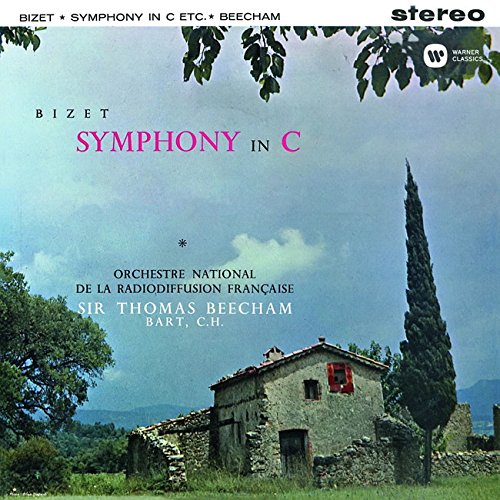 BIZET ★ SYMPHONY IN C ETC. ★ BEECHAM
stereo
WARNER
CLASSICS
BIZET
SYMPHONY IN C
*
ORCHESTRE NATIONAL
DE LA RADIODIFFUSION FRANÇAISE
SIR THOMAS BEECHAM
BART, C.H.